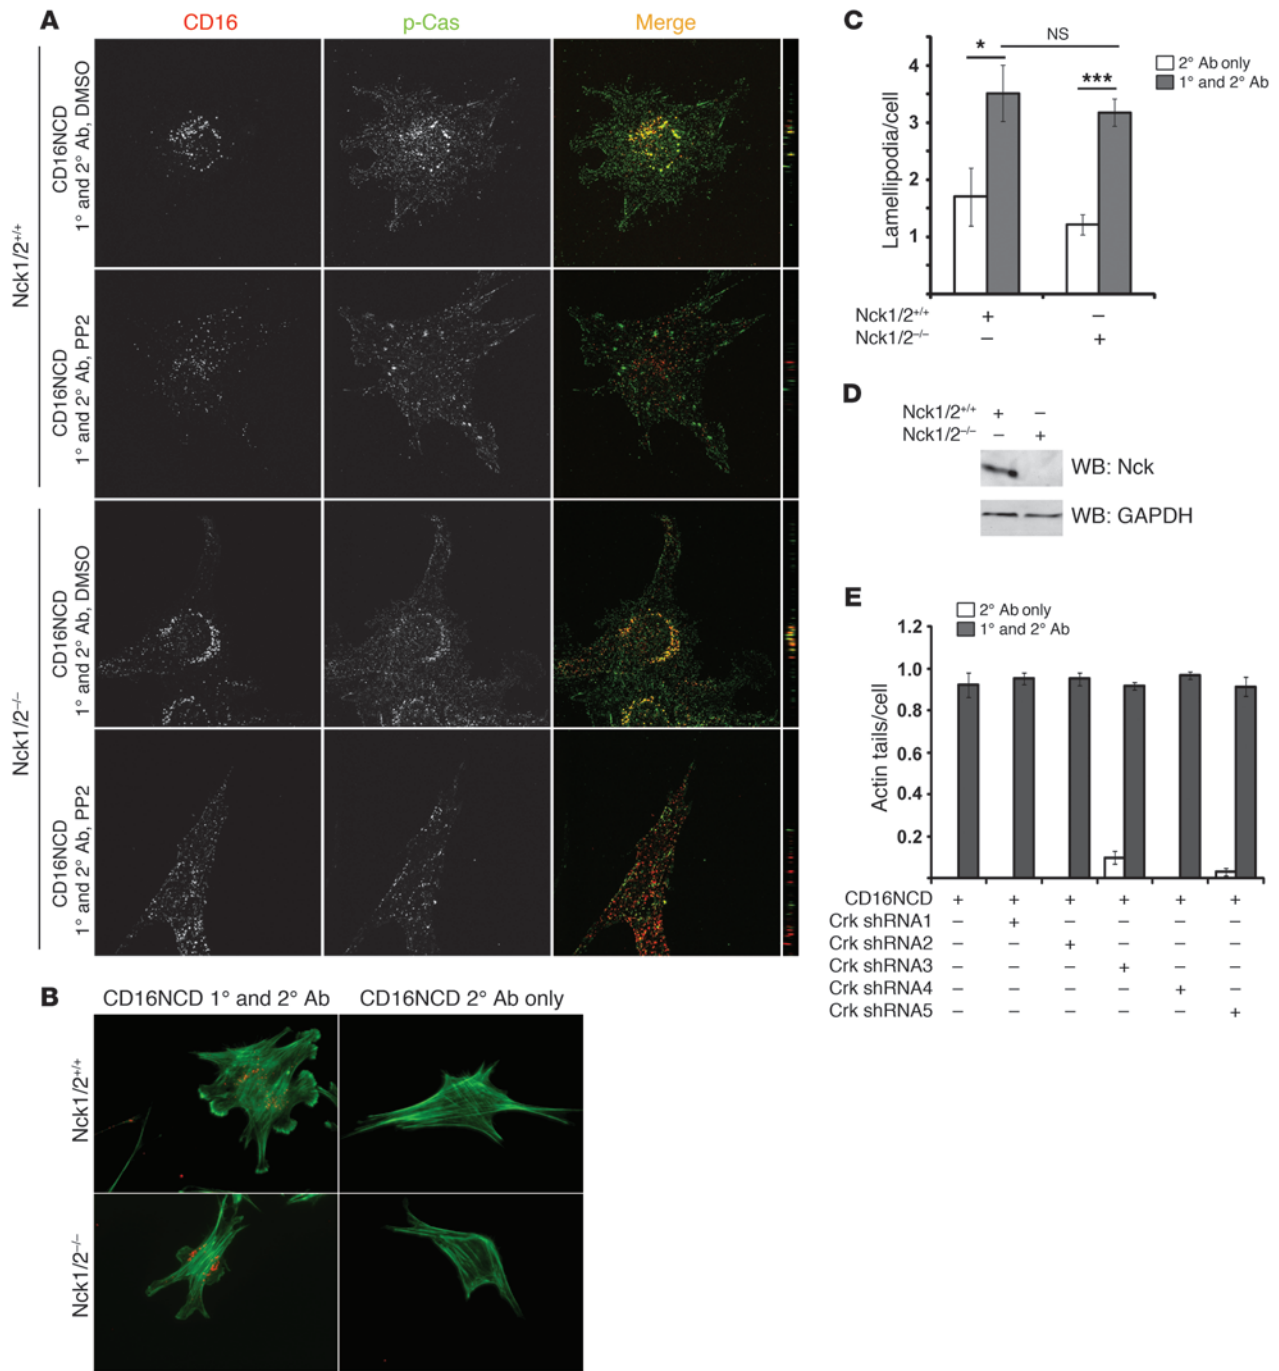 A
CD16
p-Cas
Merge
Nck1/2+/+
CD16NCD
1° and 2° Ab, DMSO
CD16NCD
1° and 2° Ab, PP2
Nck1/2–/–
CD16NCD
1° and 2° Ab, DMSO
CD16NCD
1° and 2° Ab, PP2
B
CD16NCD 1° and 2° Ab
CD16NCD 2° Ab only
Nck1/2+/+
Nck1/2–/–
C
NS
* ***
2° Ab only
1° and 2° Ab
Lamellipodia/cell
4
3
2
1
Nck1/2+/+ + –
Nck1/2–/– – +
D
Nck1/2+/+ + –
Nck1/2–/– – +
WB: Nck
WB: GAPDH
E
2° Ab only
1° and 2° Ab
Actin tails/cell
1.2
1.0
0.8
0.6
0.4
0.2
CD16NCD + + + + + +
Crk shRNA1 – + – – – –
Crk shRNA2 – – + – – –
Crk shRNA3 – – – + – –
Crk shRNA4 – – – – + –
Crk shRNA5 – – – – – +